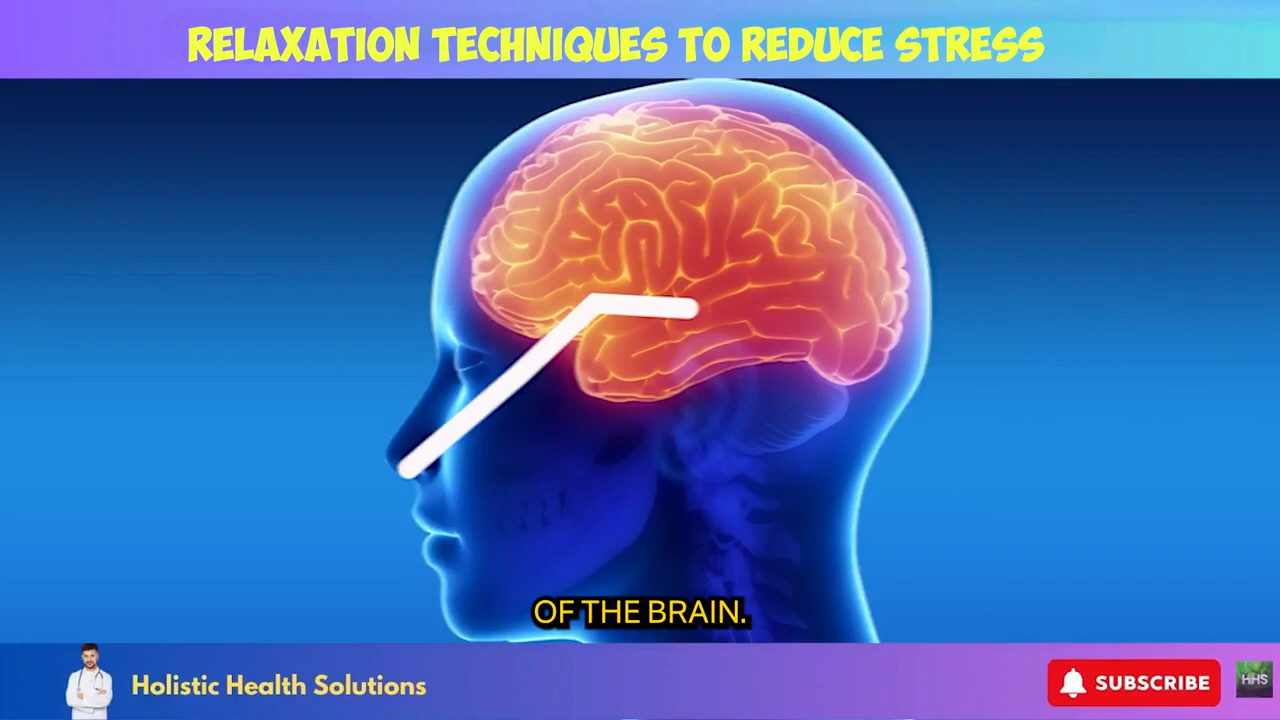 RELAXATION TECHNIQUES TO REDUCE STRESS
OF THE BRAIN.
Holistic Health Solutions
SUBSCRIBE
HHS